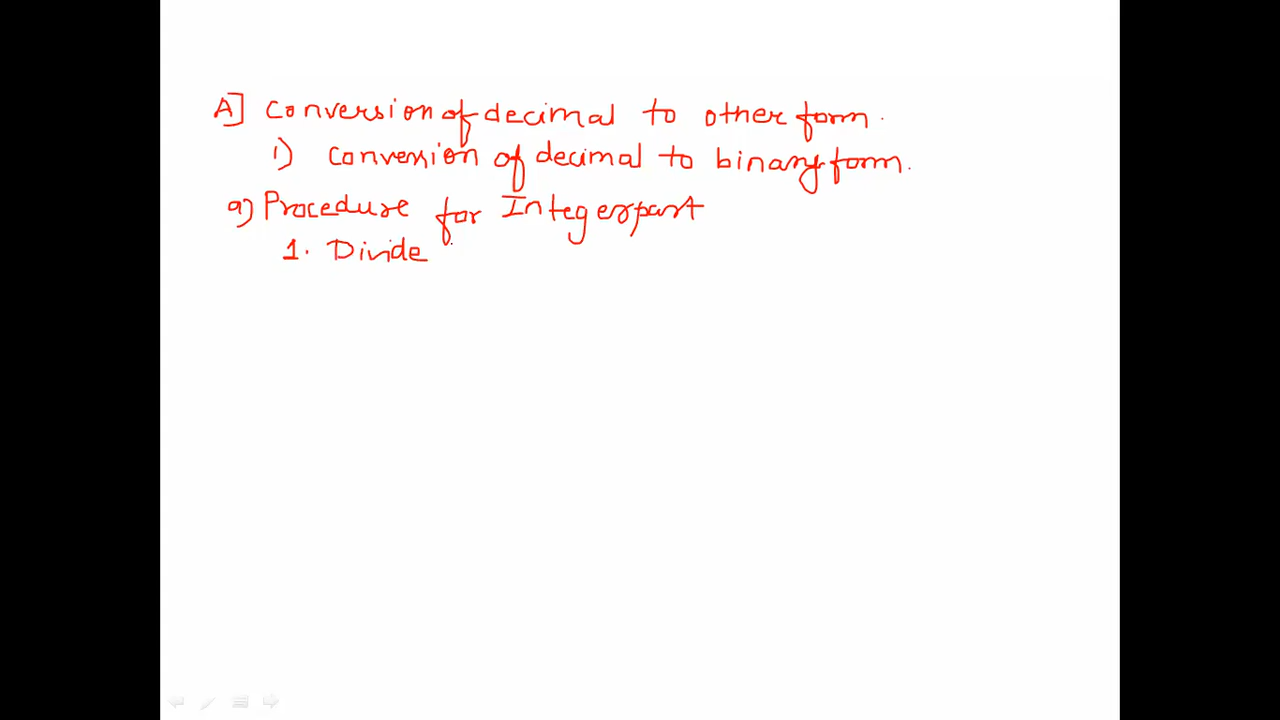 A] Conversion of decimal to other form.
1) Conversion of decimal to binary form.
a) Procedure for Integer part
1. Divide